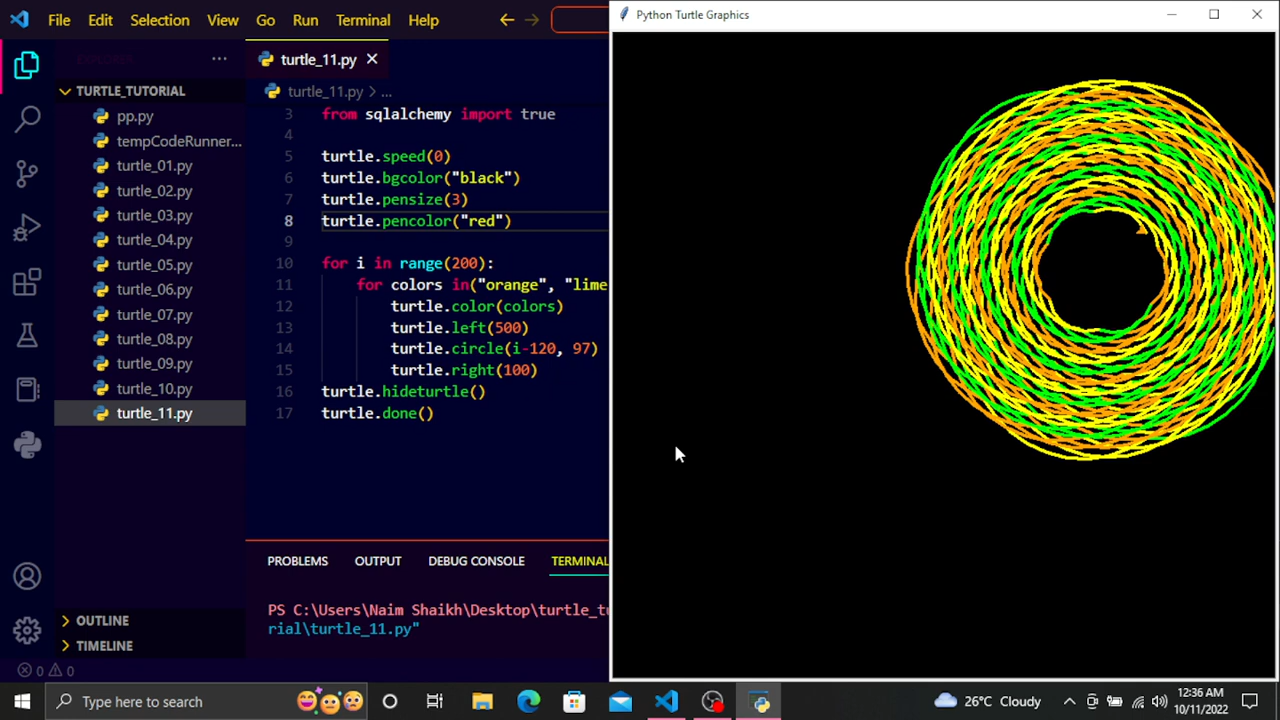 File Edit Selection View Go Run Terminal Help
Python Turtle Graphics
turtle_11.py
TURTLE_TUTORIAL
pp.py
tempCodeRunner...
turtle_01.py
turtle_02.py
turtle_03.py
turtle_04.py
turtle_05.py
turtle_06.py
turtle_07.py
turtle_08.py
turtle_09.py
turtle_10.py
turtle_11.py
OUTLINE
TIMELINE
turtle_11.py > ...
3 from sqlalchemy import true
4
5 turtle.speed(0)
6 turtle.bgcolor("black")
7 turtle.pensize(3)
8 turtle.pencolor("red")
9
10 for i in range(200):
11 for colors in("orange", "lime
12 turtle.color(colors)
13 turtle.left(500)
14 turtle.circle(i-120, 97)
15 turtle.right(100)
16 turtle.hideturtle()
17 turtle.done()
PROBLEMS OUTPUT DEBUG CONSOLE TERMINAL
PS C:\Users\Naim Shaikh\Desktop\turtle_tu
rial\turtle_11.py"
0 0
Type here to search
26°C Cloudy
12:36 AM
10/11/2022